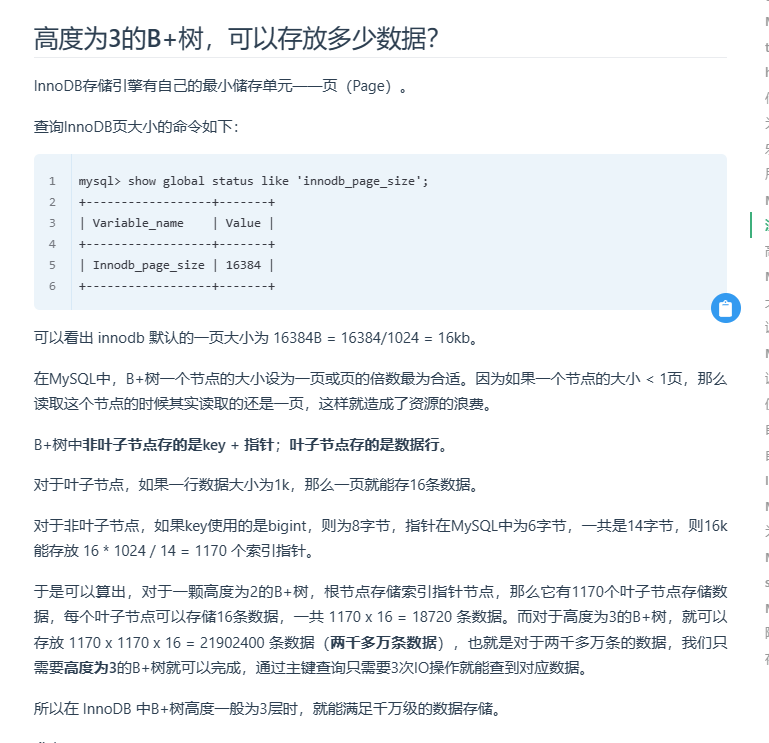 高度为3的B+树，可以存放多少数据？
InnoDB存储引擎有自己的最小储存单元——页（Page）。
查询InnoDB页大小的命令如下：
1 mysql> show global status like 'innodb_page_size';
2 +------------------+-------+
3 | Variable_name    | Value |
4 +------------------+-------+
5 | Innodb_page_size | 16384 |
6 +------------------+-------+
可以看出 innodb 默认的一页大小为 16384B = 16384/1024 = 16kb。
在MySQL中，B+树一个节点的大小设为一页或页的倍数最为合适。因为如果一个节点的大小 < 1页，那么
读取这个节点的时候其实读取的还是一页，这样就造成了资源的浪费。
B+树中非叶子节点存的是key + 指针；叶子节点存的是数据行。
对于叶子节点，如果一行数据大小为1k，那么一页就能存16条数据。
对于非叶子节点，如果key使用的是bigint，则为8字节，指针在MySQL中为6字节，一共是14字节，则16k
能存放 16 * 1024 / 14 = 1170 个索引指针。
于是可以算出，对于一颗高度为2的B+树，根节点存储索引指针节点，那么它有1170个叶子节点存储数
据，每个叶子节点可以存储16条数据，一共 1170 x 16 = 18720 条数据。而对于高度为3的B+树，就可以
存放 1170 x 1170 x 16 = 21902400 条数据（两千多万条数据），也就是对于两千多万条的数据，我们只
需要高度为3的B+树就可以完成，通过主键查询只需要3次IO操作就能查到对应数据。
所以在 InnoDB 中B+树高度一般为3层时，就能满足千万级的数据存储。